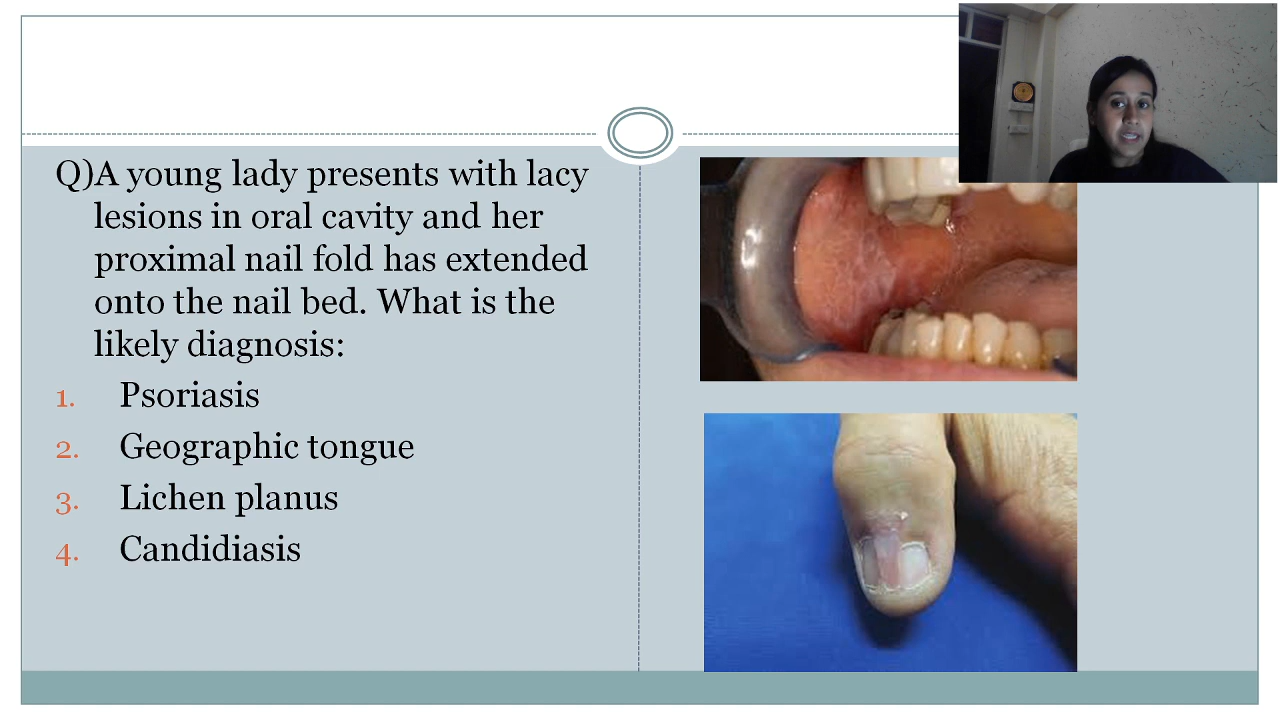 Q)A young lady presents with lacy
lesions in oral cavity and her
proximal nail fold has extended
onto the nail bed. What is the
likely diagnosis:
1. Psoriasis
2. Geographic tongue
3. Lichen planus
4. Candidiasis